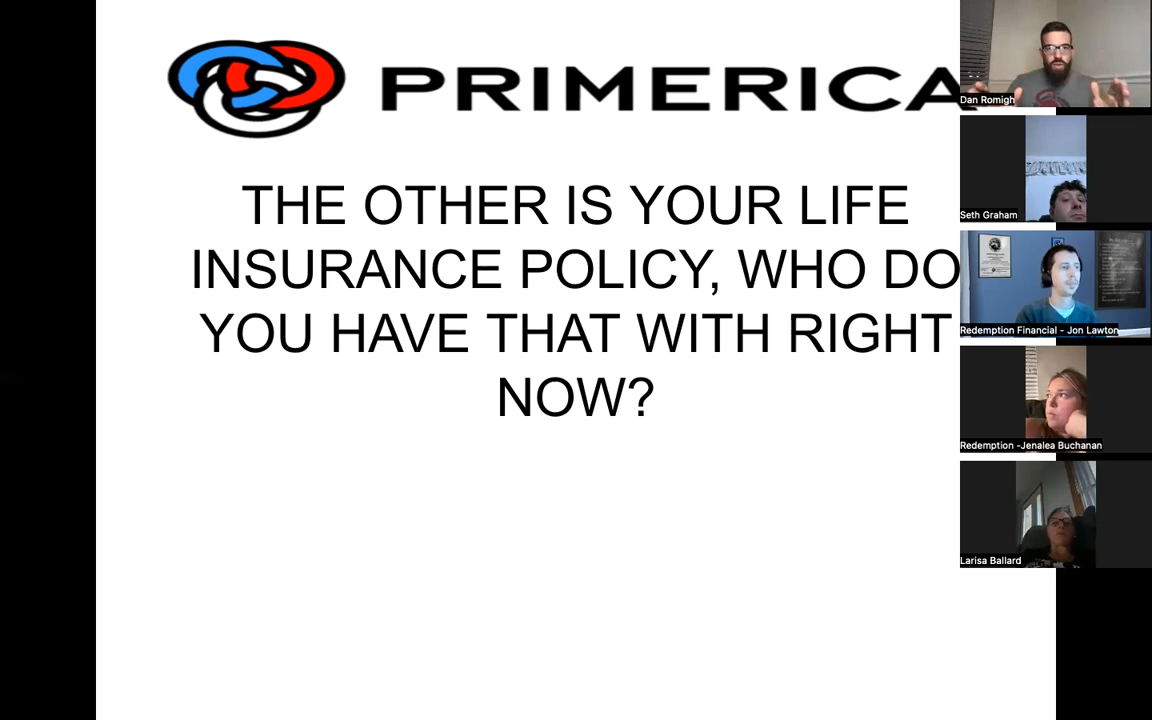 PRIMERICA
THE OTHER IS YOUR LIFE
INSURANCE POLICY, WHO DO
YOU HAVE THAT WITH RIGHT
NOW?
Dan Romigh
Seth Graham
Redemption Financial - Jon Lawton
Redemption -Jenalea Buchanan
Larisa Ballard